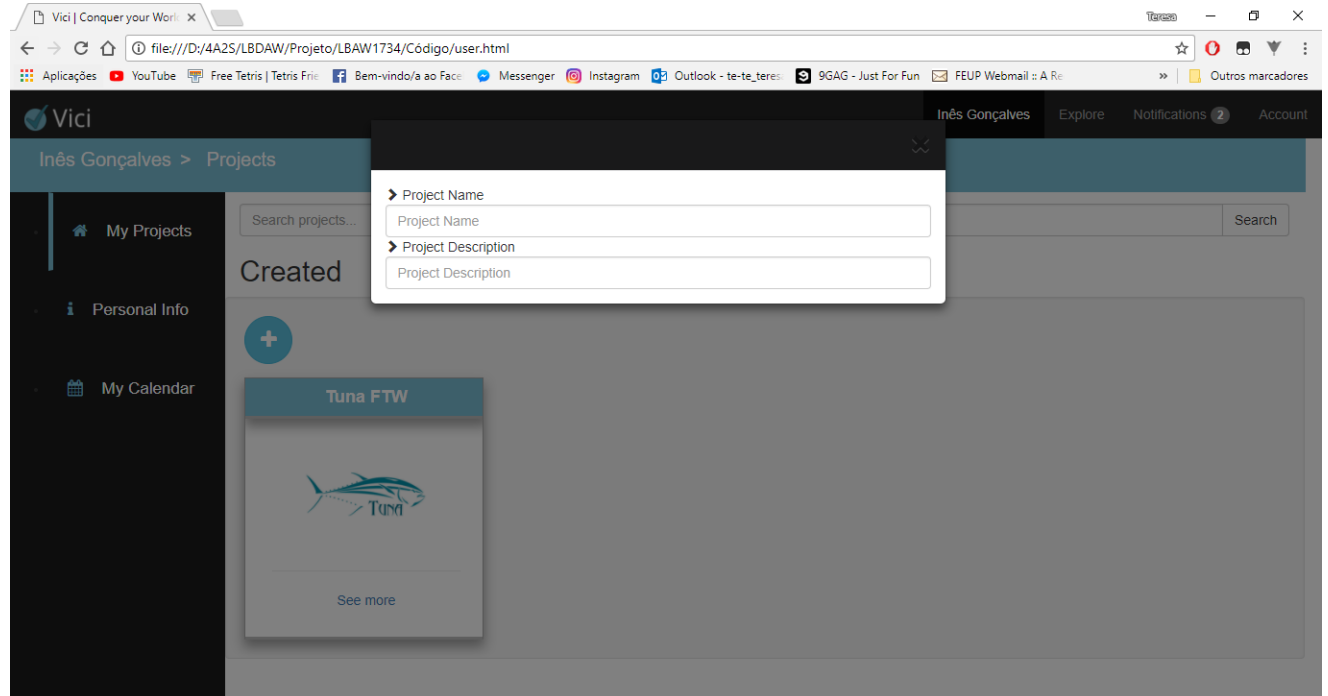 Vici | Conquer your Work
Teresa
file:///D:/4A2S/LBDAW/Projeto/LBAW1734/Código/user.html
Aplicações YouTube Free Tetris | Tetris Frie Bem-vindo/a ao Face Messenger Instagram Outlook - te-te_teres 9GAG - Just For Fun FEUP Webmail :: A Re » Outros marcadores
Vici Inês Gonçalves Explore Notifications 2 Account
Inês Gonçalves > Projects
Project Name
Project Name
Project Description
Project Description
My Projects
Personal Info
My Calendar
Search projects... Search
Created
Tuna FTW
Tuna
See more